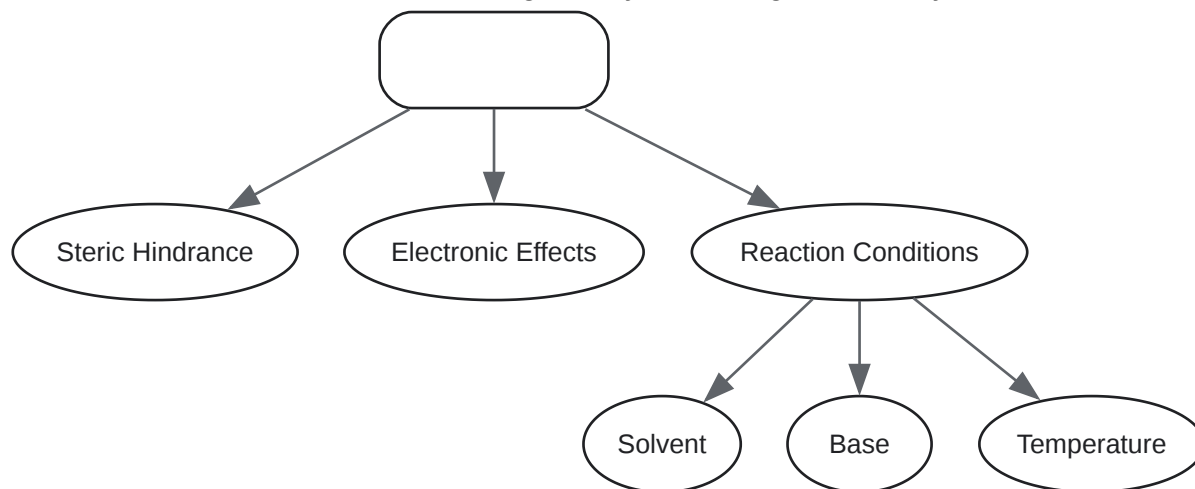 Steric Hindrance
Electronic Effects
Reaction Conditions
Solvent
Base
Temperature